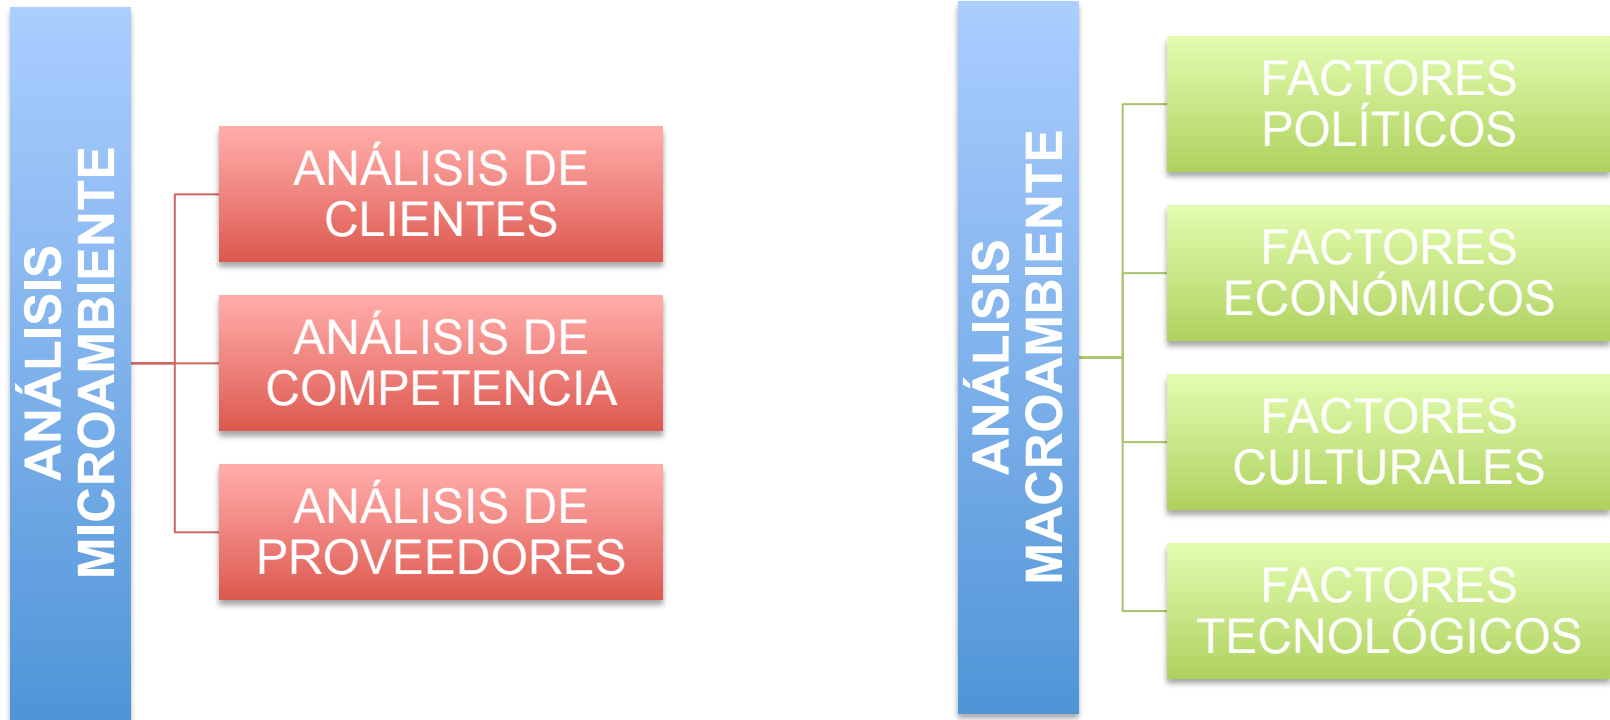 ANÁLISIS
MICROAMBIENTE
ANÁLISIS DE
CLIENTES
ANÁLISIS DE
COMPETENCIA
ANÁLISIS DE
PROVEEDORES
ANÁLISIS
MACROAMBIENTE
FACTORES
POLÍTICOS
FACTORES
ECONÓMICOS
FACTORES
CULTURALES
FACTORES
TECNOLÓGICOS